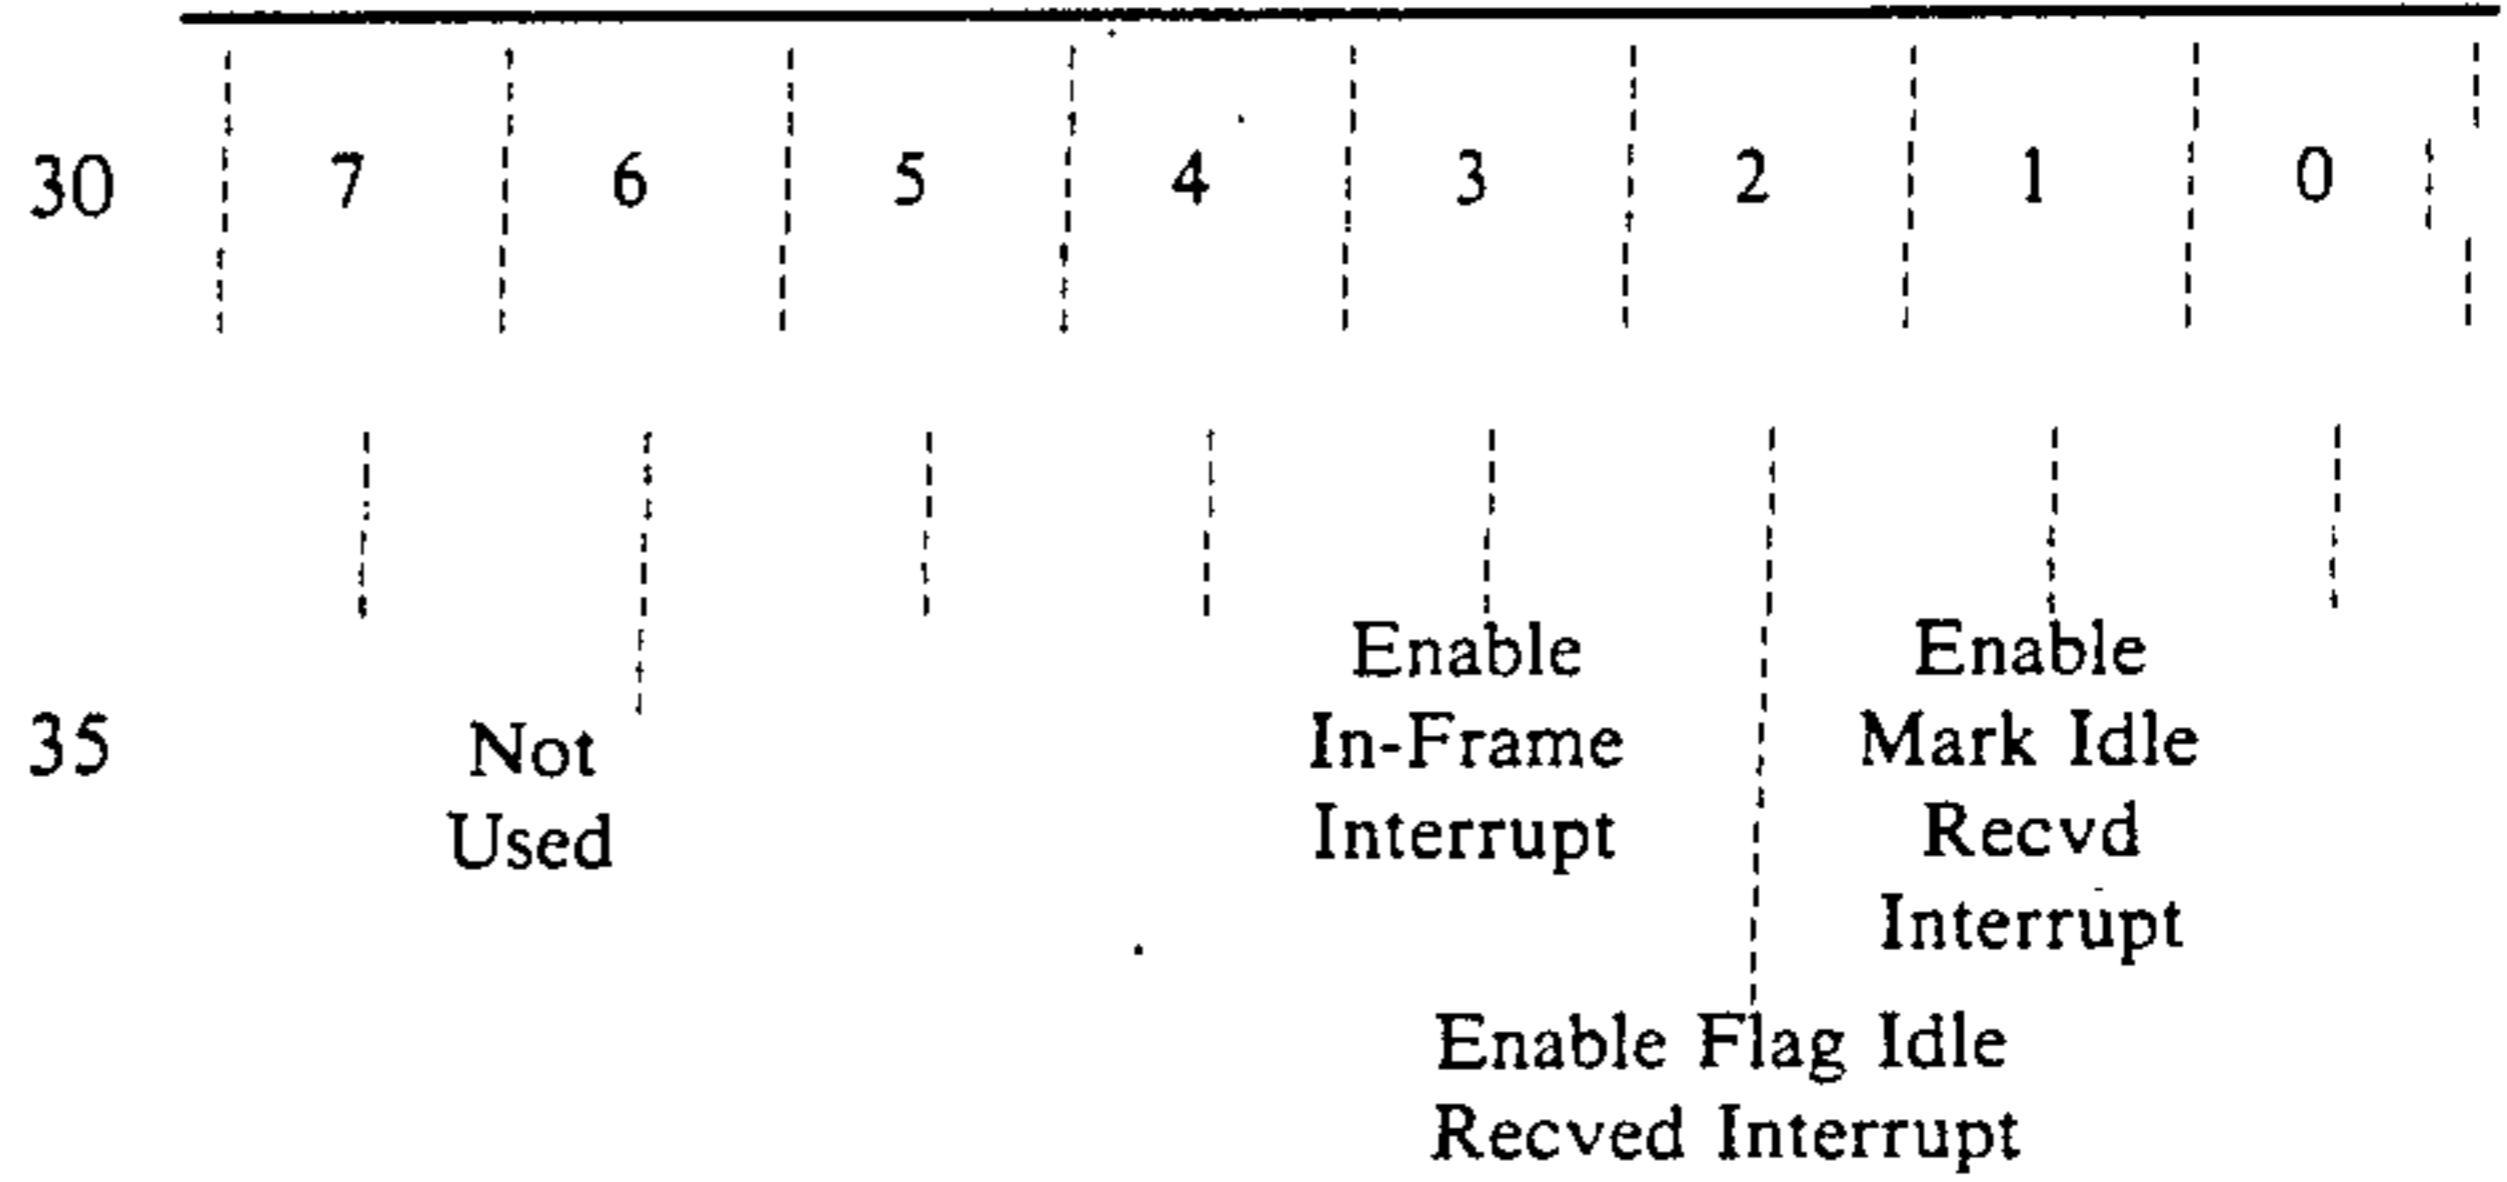 30 7 6 5 4 3 2 1 0
Enable Enable
In-Frame Mark Idle
35 Not
Interrupt Recvd
Used
Interrupt
Enable Flag Idle
Recved Interrupt